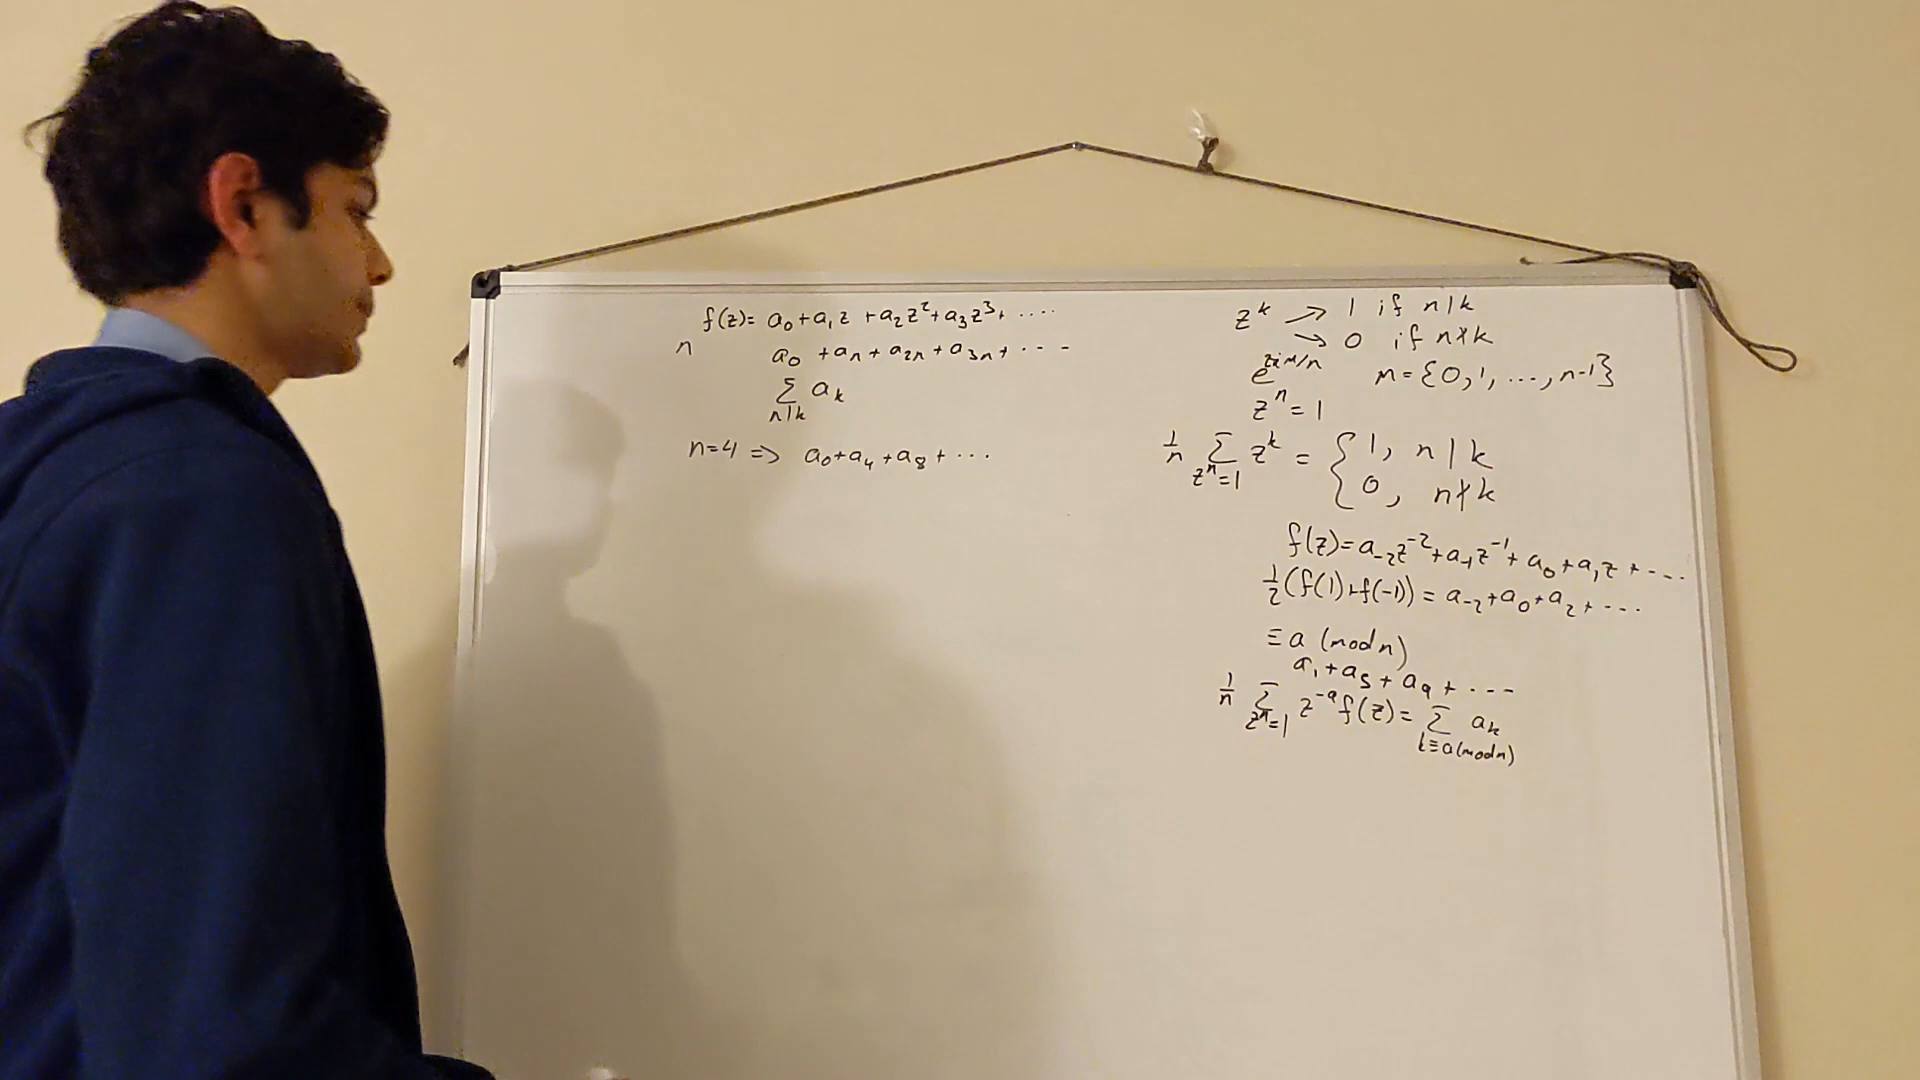 f(z)= a₀+a₁z+a₂z²+a₃z³+....
n a₀+aₙ+a₂ₙ+a₃ₙ+...
∑ aₖ
n|k
n=4 => a₀+a₄+a₈+...
zᵏ → 1 if n|k
→ 0 if n∤k
m={0,1,...,n-1}
zⁿ=1
1/n ∑ zᵏ = { 1, n|k
zⁿ=1 0, n∤k
f(z)=a₋₂z⁻²+a₋₁z⁻¹+a₀+a₁z+...
1/2(f(1)+f(-1))=a₋₂+a₀+a₂+...
≡a (mod n)
a₁+a₅+a₉+...
1/n ∑ z⁻ᵃf(z)= ∑ aₖ
zⁿ=1 k≡a(mod n)